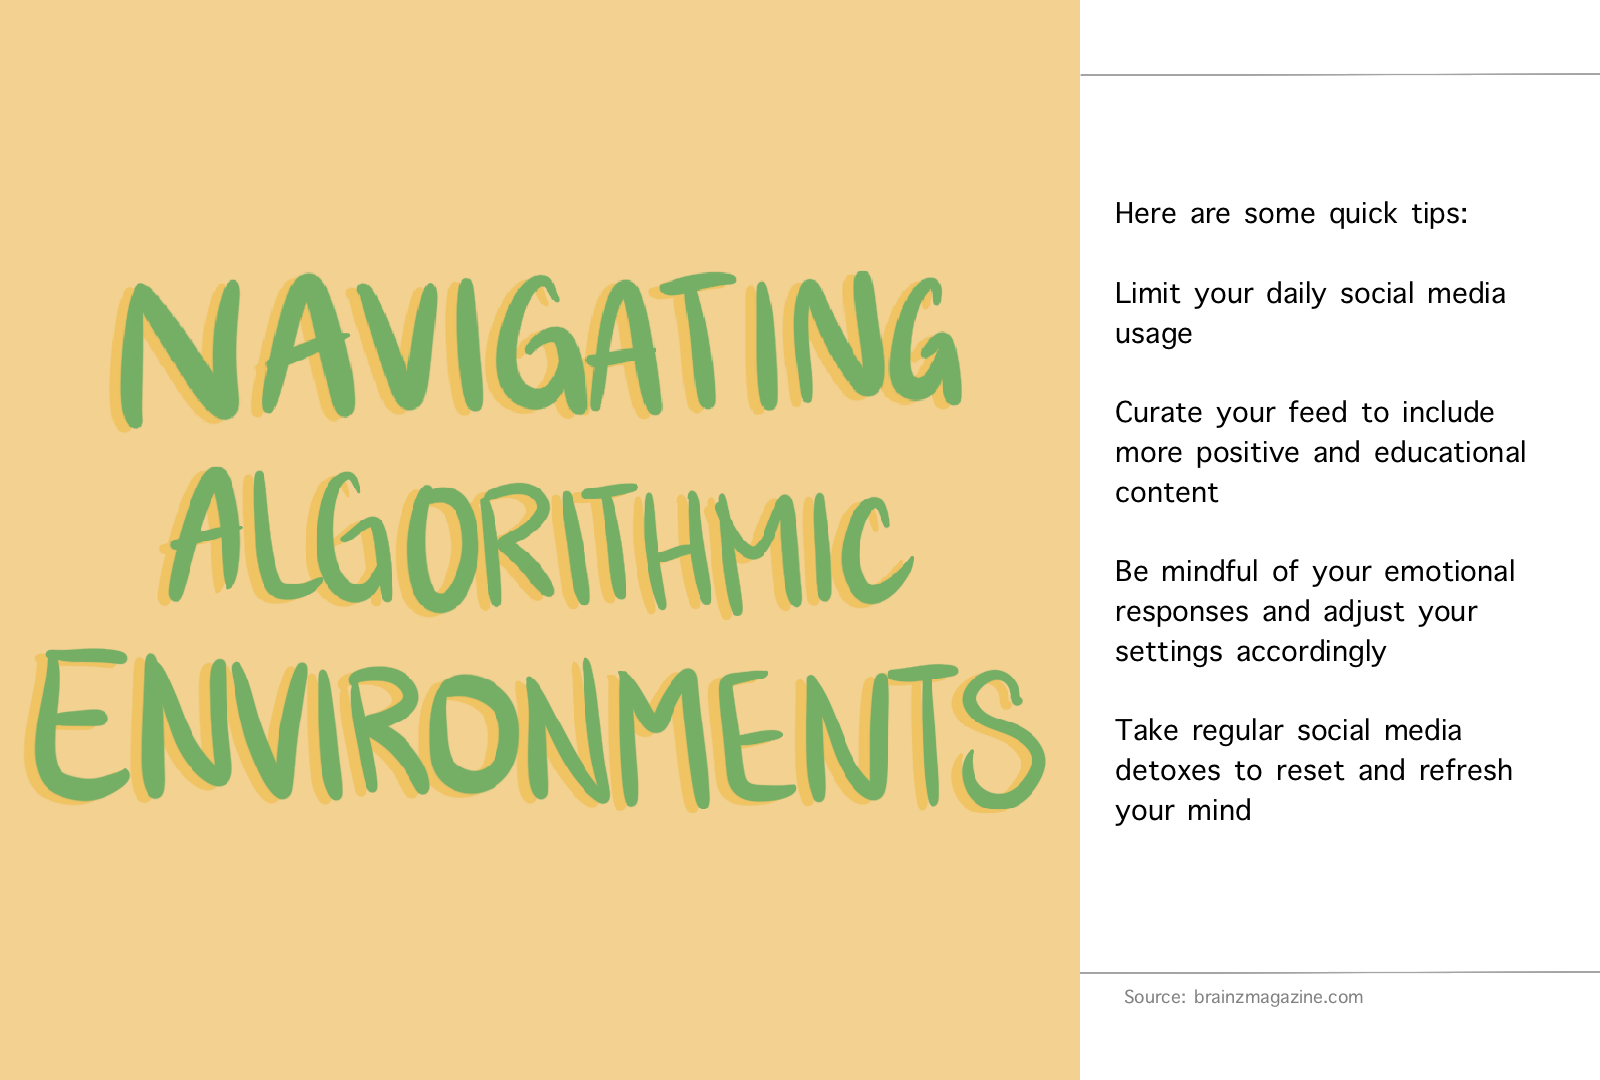 NAVIGATING
ALGORITHMIC
ENVIRONMENTS
Here are some quick tips:
Limit your daily social media
usage
Curate your feed to include
more positive and educational
content
Be mindful of your emotional
responses and adjust your
settings accordingly
Take regular social media
detoxes to reset and refresh
your mind
Source: brainzmagazine.com